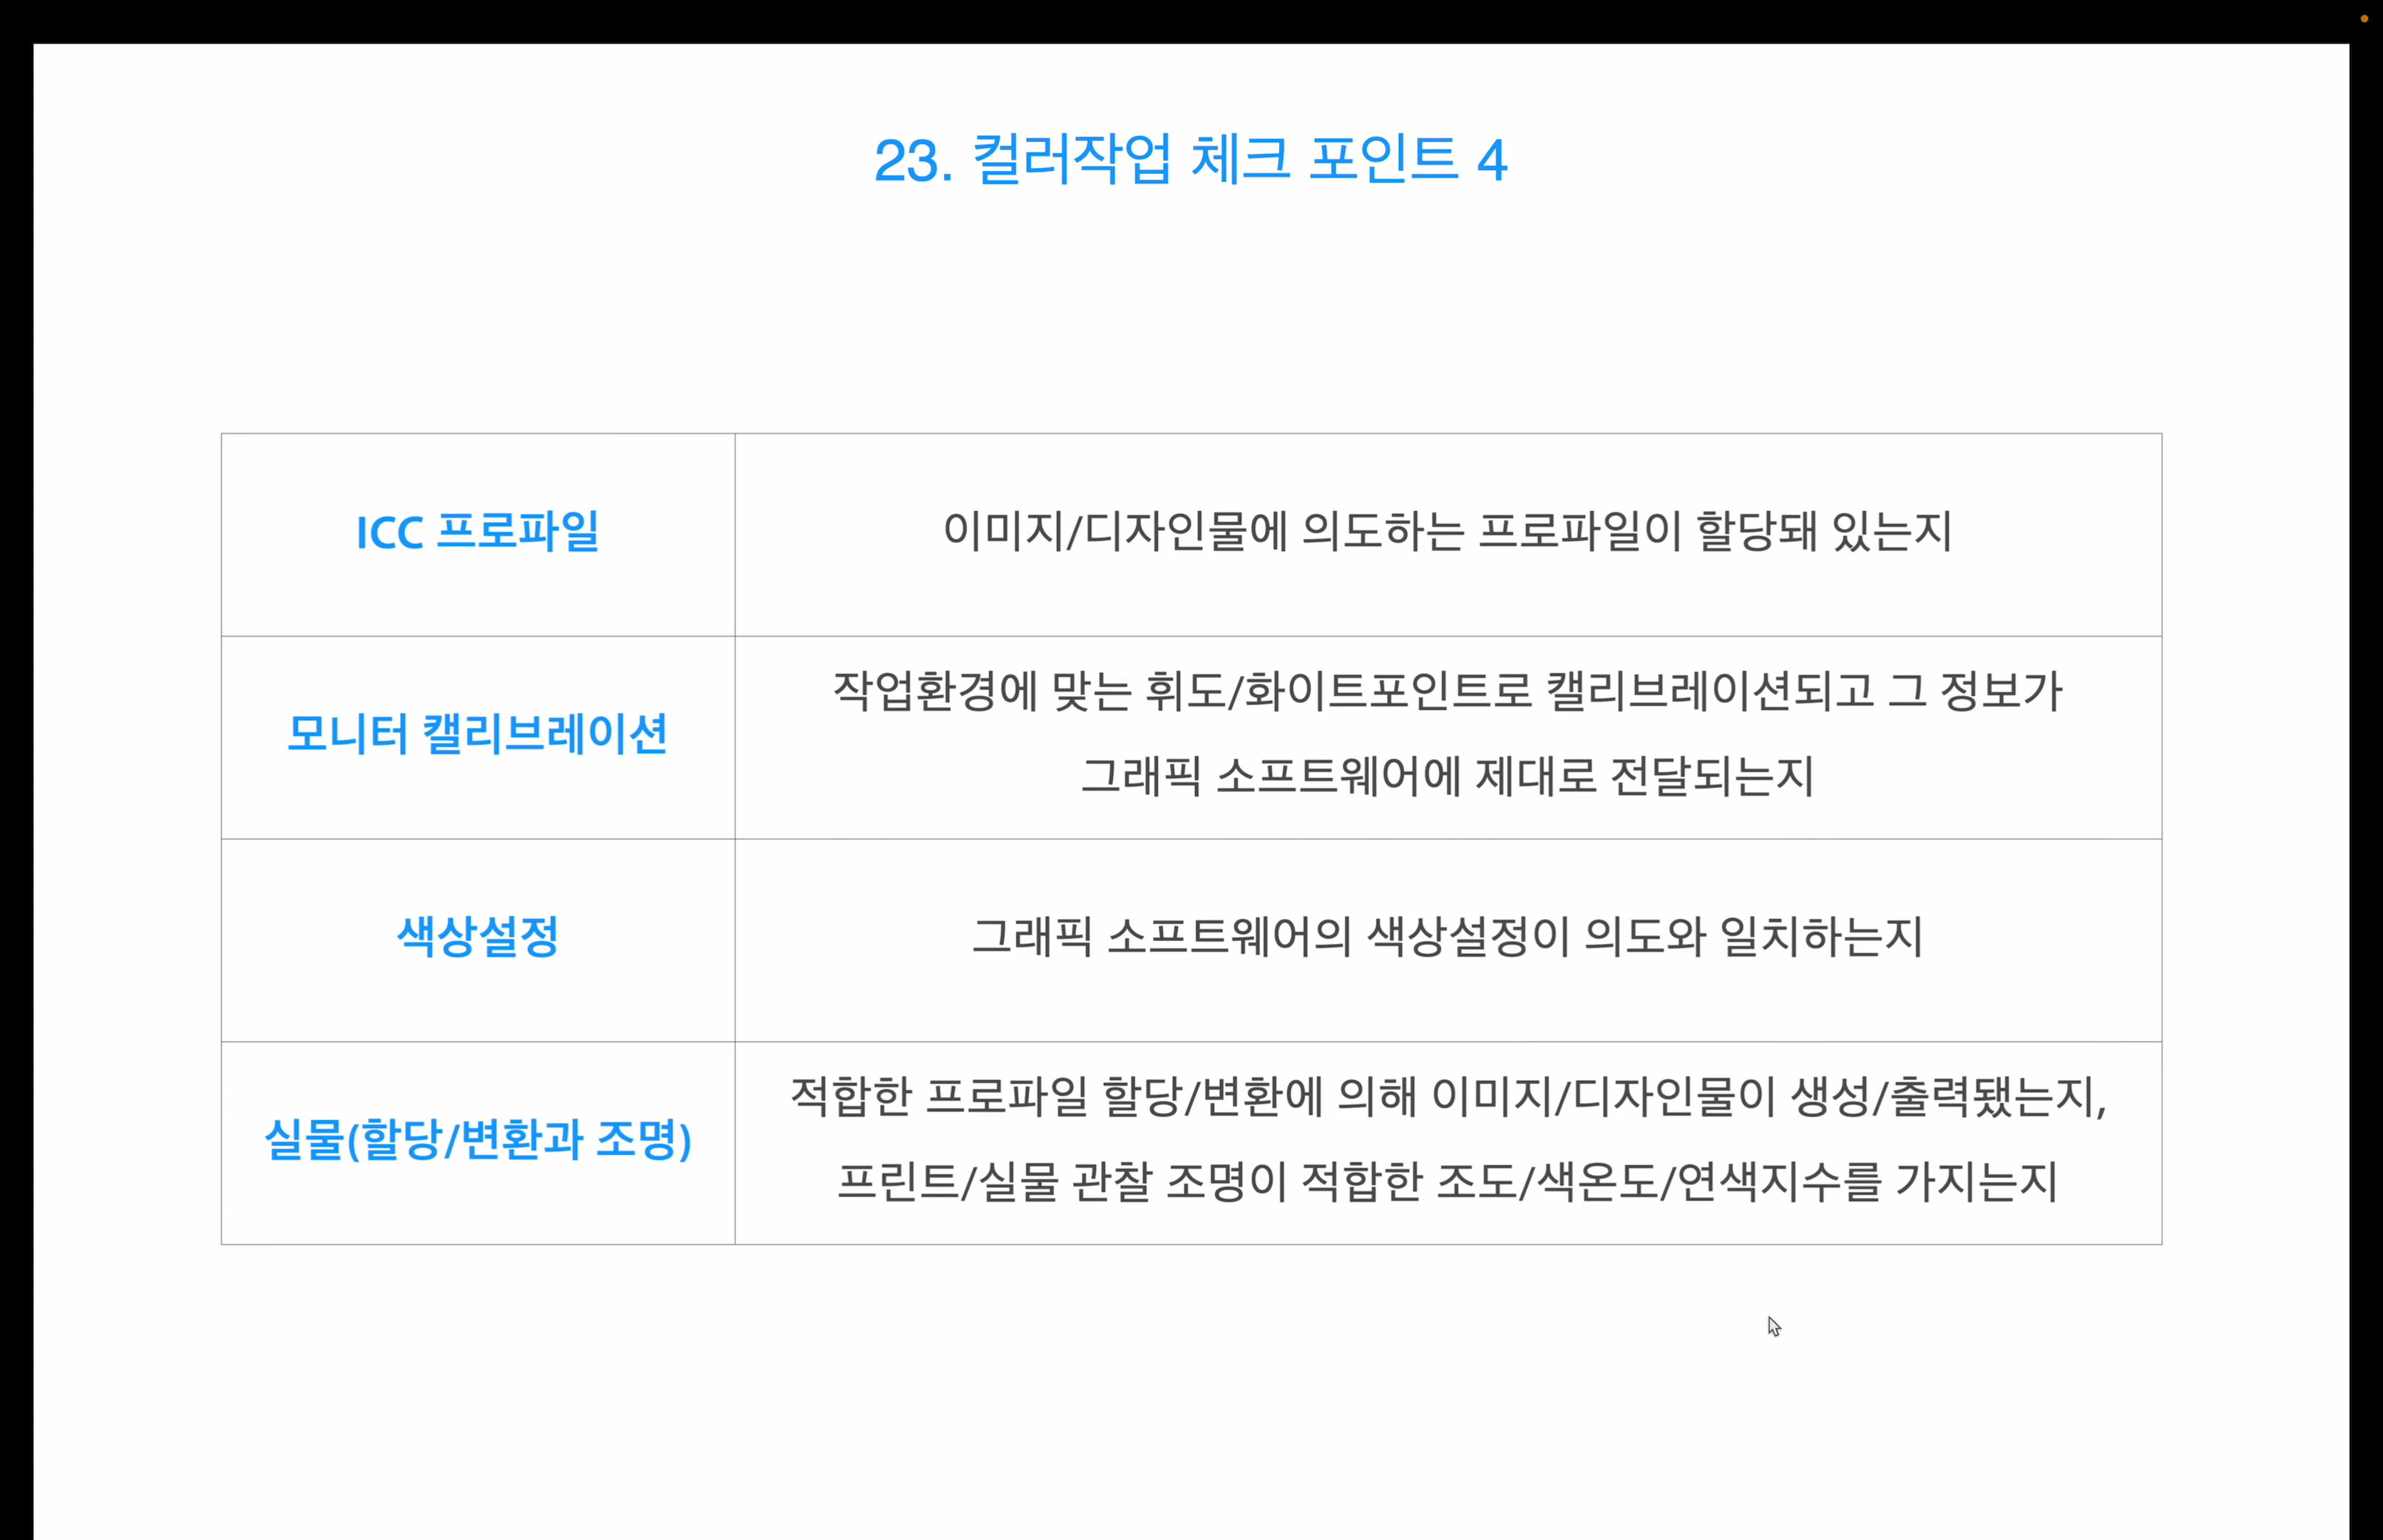 23. 컬러작업 체크 포인트 4
ICC 프로파일
이미지/디자인물에 의도하는 프로파일이 할당돼 있는지
모니터 캘리브레이션
작업환경에 맞는 휘도/화이트포인트로 캘리브레이션되고 그 정보가
그래픽 소프트웨어에 제대로 전달되는지
색상설정
그래픽 소프트웨어의 색상설정이 의도와 일치하는지
실물(할당/변환과 조명)
적합한 프로파일 할당/변환에 의해 이미지/디자인물이 생성/출력됐는지,
프린트/실물 관찰 조명이 적합한 조도/색온도/연색지수를 가지는지